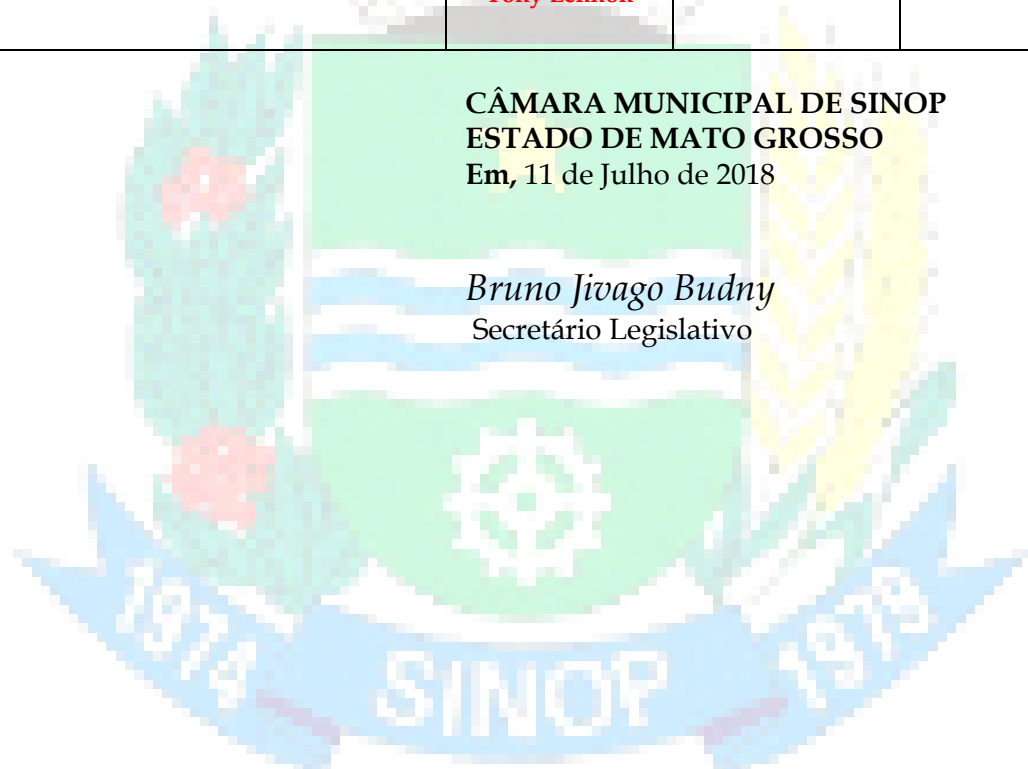 Tony Lennon
CÂMARA MUNICIPAL DE SINOP
ESTADO DE MATO GROSSO
Em, 11 de Julho de 2018
Bruno Jivago Budny
Secretário Legislativo
1974
SINOP
1979